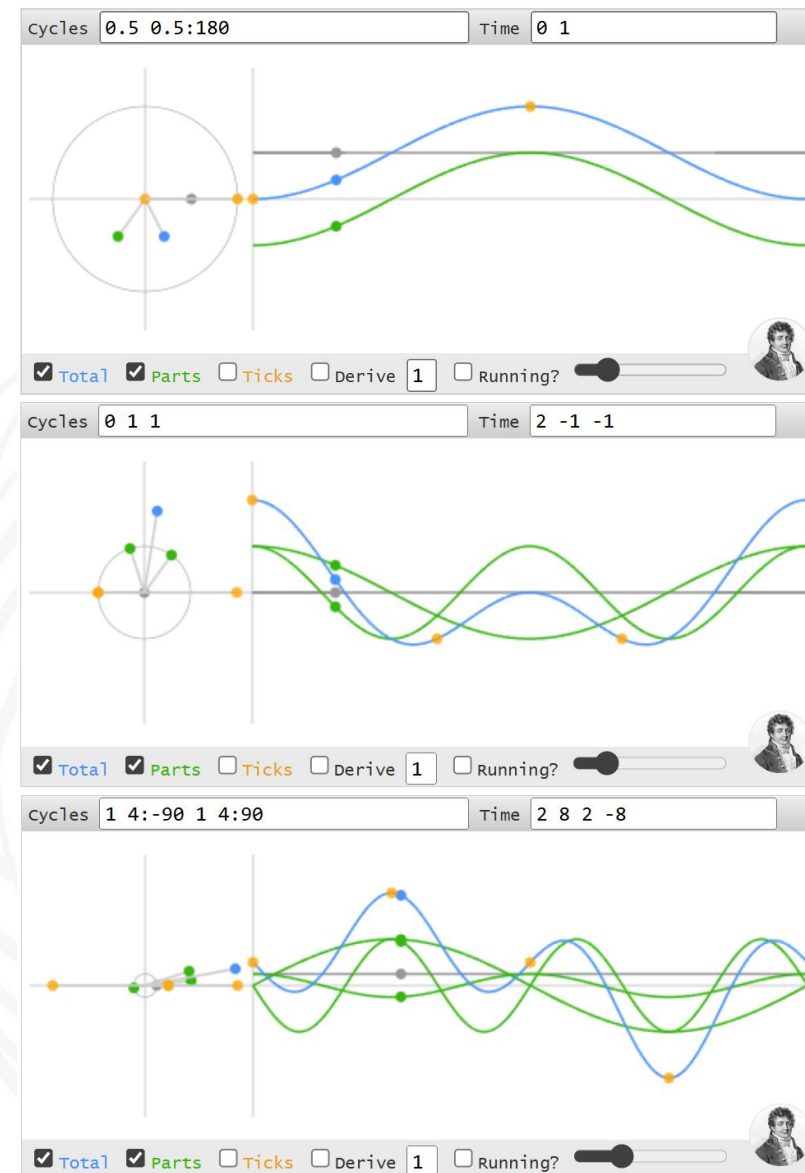 Cycles 0.5 0.5:180 Time 0 1
Total Parts Ticks Derive 1 Running?
Cycles 0 1 1 Time 2 -1 -1
Total Parts Ticks Derive 1 Running?
Cycles 1 4:-90 1 4:90 Time 2 8 2 -8
Total Parts Ticks Derive 1 Running?